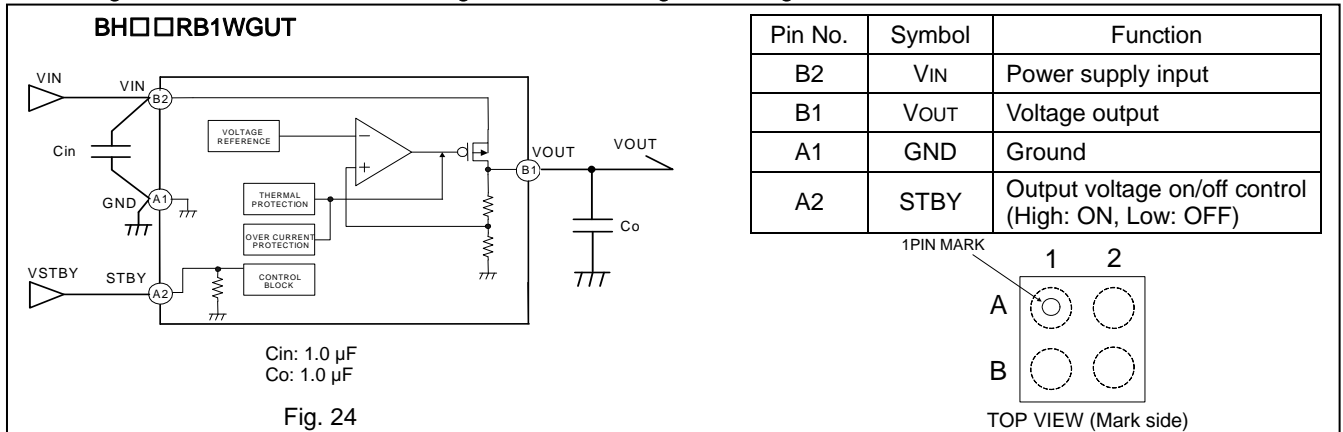 BH□□RB1WGUT
VIN
VIN
B2
Cin
GND
A1
VOLTAGE
REFERENCE
THERMAL
PROTECTION
OVER CURRENT
PROTECTION
CONTROL
BLOCK
VSTBY
STBY
A2
VOUT
B1
VOUT
Co
Cin: 1.0 µF
Co: 1.0 µF
Fig. 24
Pin No. Symbol Function
B2 VIN Power supply input
B1 VOUT Voltage output
A1 GND Ground
A2 STBY Output voltage on/off control
(High: ON, Low: OFF)
1PIN MARK
1 2
A
B
TOP VIEW (Mark side)